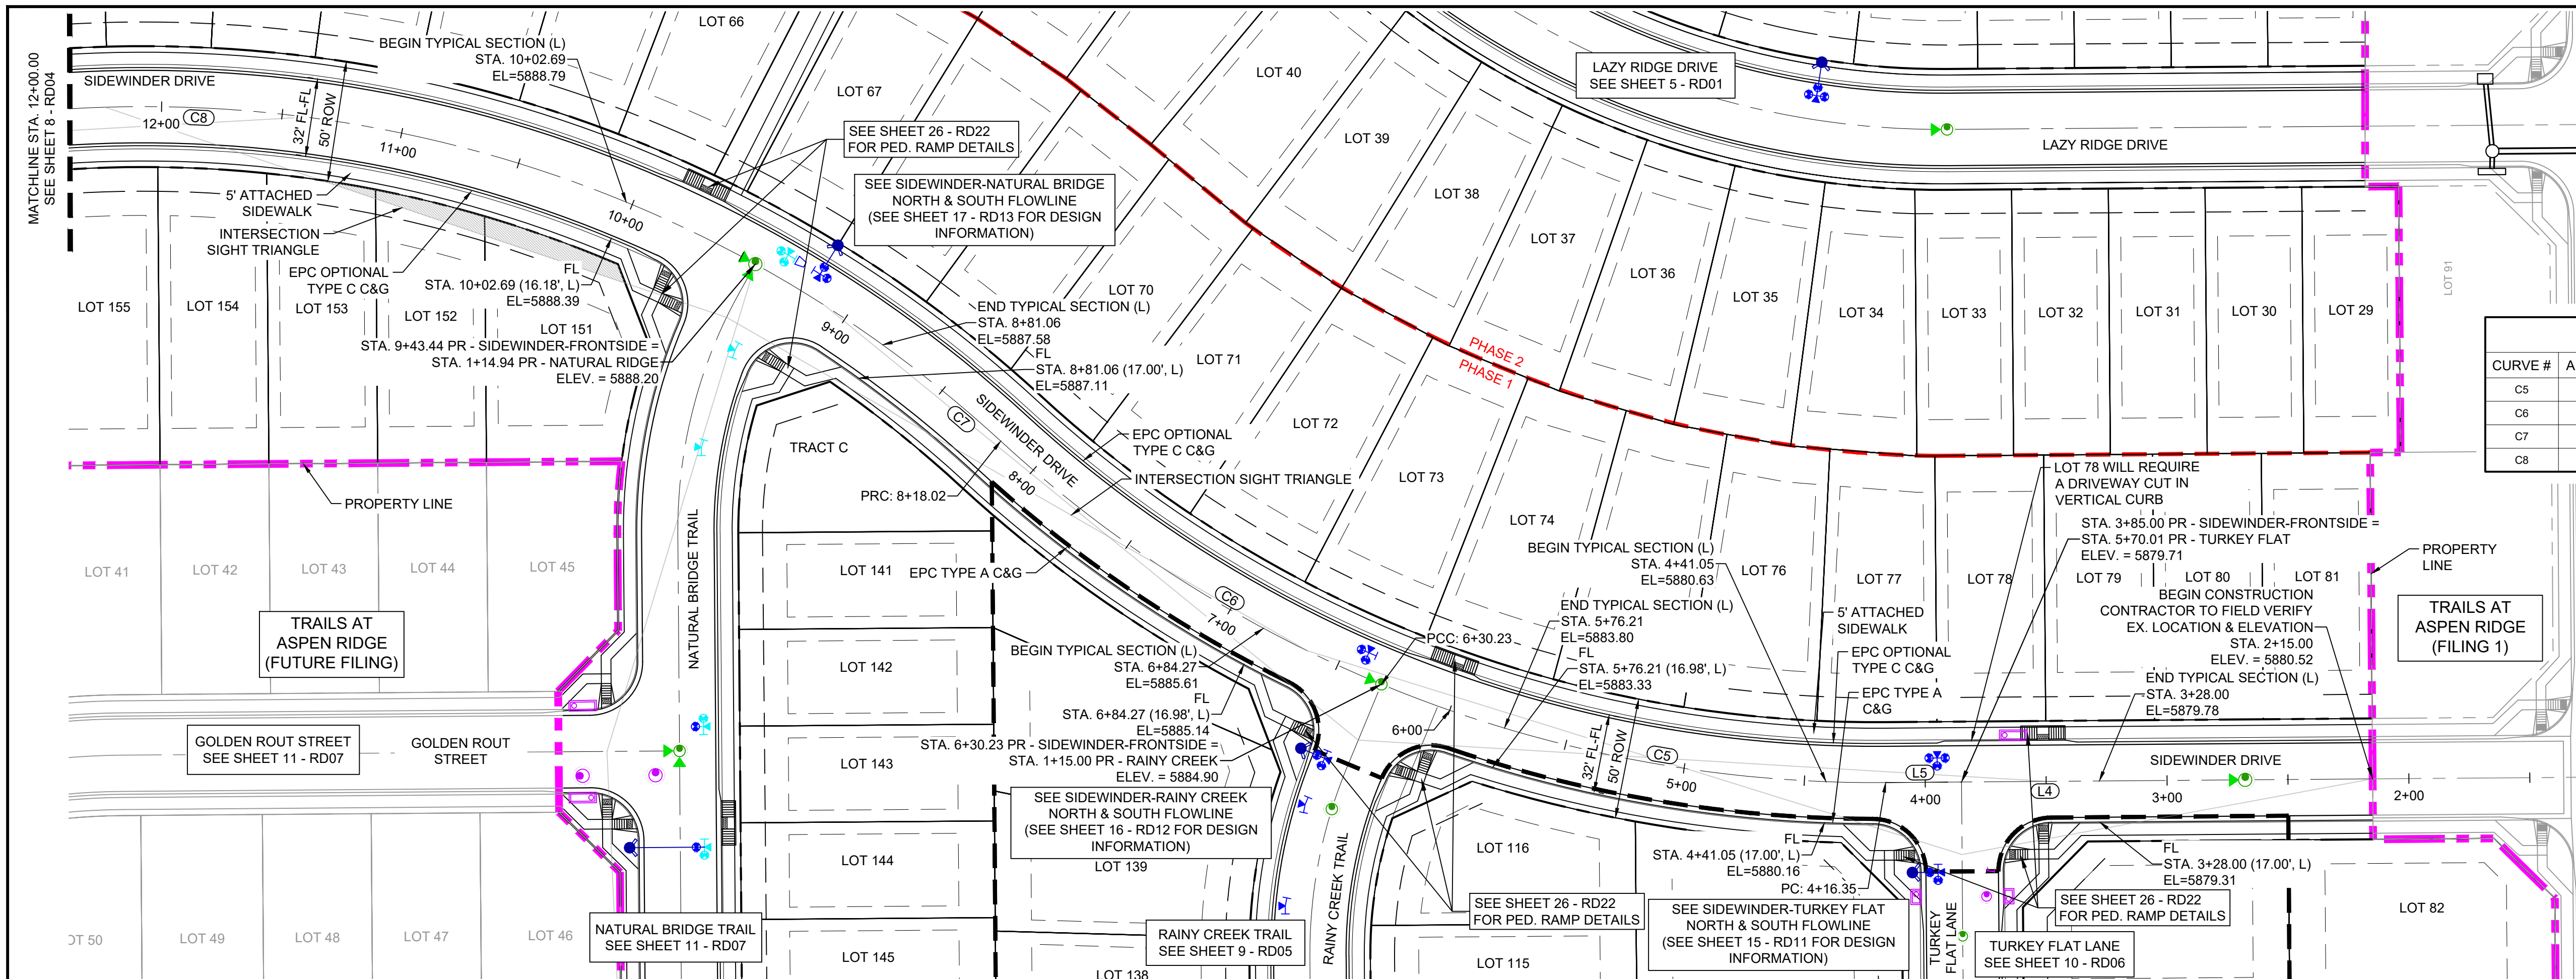 MATCHLINE STA. 12+00.00
SEE SHEET 8 - RD04
SIDEWINDER DRIVE
12+00
C8
32' FL-FL
50' ROW
11+00
BEGIN TYPICAL SECTION (L)
STA. 10+02.69
EL=5888.79
LOT 66
LOT 67
SEE SHEET 26 - RD22
FOR PED. RAMP DETAILS
SEE SIDEWINDER-NATURAL BRIDGE
NORTH & SOUTH FLOWLINE
(SEE SHEET 17 - RD13 FOR DESIGN
INFORMATION)
5' ATTACHED
SIDEWALK
INTERSECTION
SIGHT TRIANGLE
EPC OPTIONAL
TYPE C C&G
10+00
FL
STA. 10+02.69 (16.18', L)
EL=5888.39
LOT 155
LOT 154
LOT 153
LOT 152
LOT 151
STA. 9+43.44 PR - SIDEWINDER-FRONTSIDE =
STA. 1+14.94 PR - NATURAL RIDGE
ELEV. = 5888.20
9+00
END TYPICAL SECTION (L)
STA. 8+81.06
EL=5887.58
FL
STA. 8+81.06 (17.00', L)
EL=5887.11
LOT 70
LOT 71
LOT 72
LOT 73
LOT 74
LOT 76
LOT 77
LOT 78
LOT 79
LOT 80
LOT 81
LOT 40
LOT 39
LOT 38
LOT 37
LOT 36
LOT 35
LOT 34
LOT 33
LOT 32
LOT 31
LOT 30
LOT 29
LOT 91
LAZY RIDGE DRIVE
SEE SHEET 5 - RD01
LAZY RIDGE DRIVE
PHASE 2
PHASE 1
CURVE #
A
C5
C6
C7
C8
C7
SIDEWINDER DRIVE
8+00
PRC: 8+18.02
EPC OPTIONAL
TYPE C C&G
INTERSECTION SIGHT TRIANGLE
TRACT C
PROPERTY LINE
NATURAL BRIDGE TRAIL
LOT 41
LOT 42
LOT 43
LOT 44
LOT 45
TRAILS AT
ASPEN RIDGE
(FUTURE FILING)
LOT 141
EPC TYPE A C&G
LOT 142
LOT 143
LOT 144
LOT 145
C6
7+00
BEGIN TYPICAL SECTION (L)
STA. 6+84.27
EL=5885.61
FL
STA. 6+84.27 (16.98', L)
EL=5885.14
STA. 6+30.23 PR - SIDEWINDER-FRONTSIDE =
STA. 1+15.00 PR - RAINY CREEK
ELEV. = 5884.90
SEE SIDEWINDER-RAINY CREEK
NORTH & SOUTH FLOWLINE
(SEE SHEET 16 - RD12 FOR DESIGN
INFORMATION)
LOT 139
LOT 138
PCC: 6+30.23
6+00
BEGIN TYPICAL SECTION (L)
STA. 4+41.05
EL=5880.63
END TYPICAL SECTION (L)
STA. 5+76.21
EL=5883.80
FL
STA. 5+76.21 (16.98', L)
EL=5883.33
32' FL-FL
50' ROW
C5
5+00
5' ATTACHED
SIDEWALK
EPC OPTIONAL
TYPE C C&G
EPC TYPE A
C&G
LOT 78 WILL REQUIRE
A DRIVEWAY CUT IN
VERTICAL CURB
STA. 3+85.00 PR - SIDEWINDER-FRONTSIDE =
STA. 5+70.01 PR - TURKEY FLAT
ELEV. = 5879.71
BEGIN CONSTRUCTION
CONTRACTOR TO FIELD VERIFY
EX. LOCATION & ELEVATION
STA. 2+15.00
ELEV. = 5880.52
END TYPICAL SECTION (L)
STA. 3+28.00
EL=5879.78
PROPERTY
LINE
TRAILS AT
ASPEN RIDGE
(FILING 1)
SIDEWINDER DRIVE
L5
4+00
L4
3+00
2+00
GOLDEN ROUT STREET
SEE SHEET 11 - RD07
GOLDEN ROUT
STREET
OT 50
LOT 49
LOT 48
LOT 47
LOT 46
NATURAL BRIDGE TRAIL
SEE SHEET 11 - RD07
RAINY CREEK TRAIL
SEE SHEET 9 - RD05
RAINY CREEK TRAIL
LOT 116
LOT 115
SEE SHEET 26 - RD22
FOR PED. RAMP DETAILS
FL
STA. 4+41.05 (17.00', L)
EL=5880.16
PC: 4+16.35
SEE SIDEWINDER-TURKEY FLAT
NORTH & SOUTH FLOWLINE
(SEE SHEET 15 - RD11 FOR DESIGN
INFORMATION)
TURKEY
FLAT LANE
FL
STA. 3+28.00 (17.00', L)
EL=5879.31
SEE SHEET 26 - RD22
FOR PED. RAMP DETAILS
TURKEY FLAT LANE
SEE SHEET 10 - RD06
LOT 82